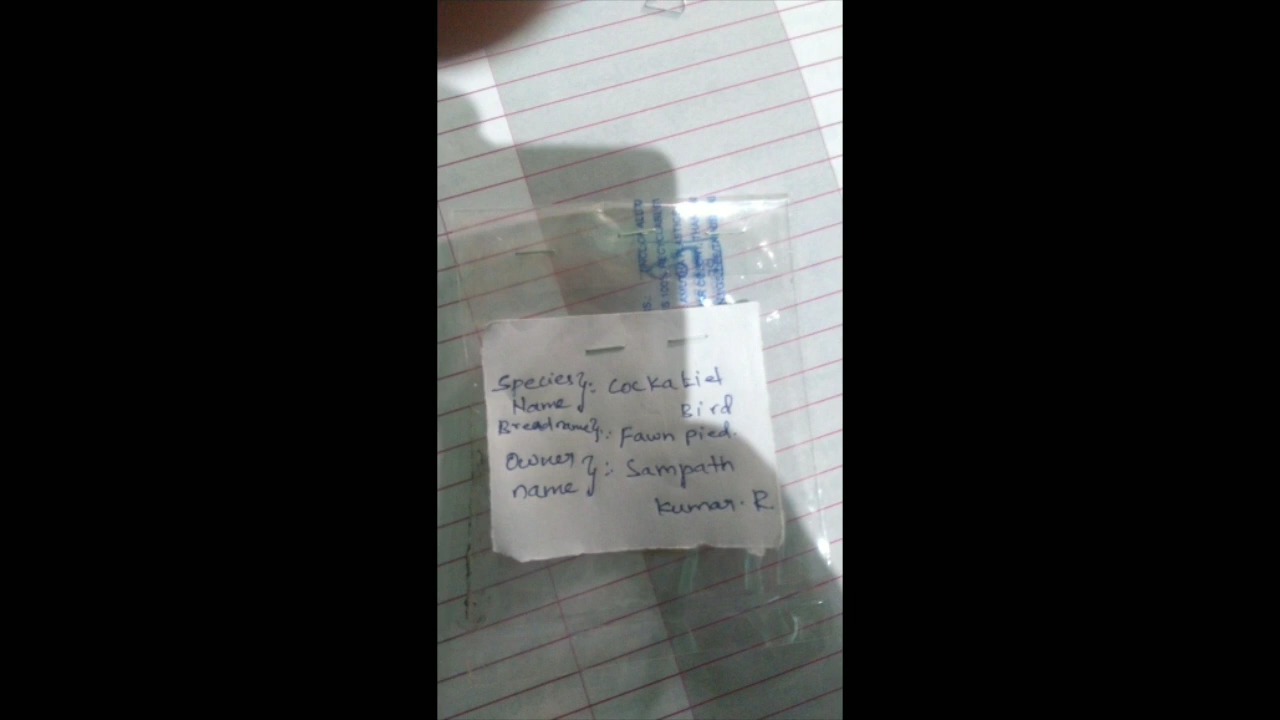 Species}: Cockatiel
Name Bird
Breadname}: Fawn pied.
Owner}: Sampath
name kumar. R